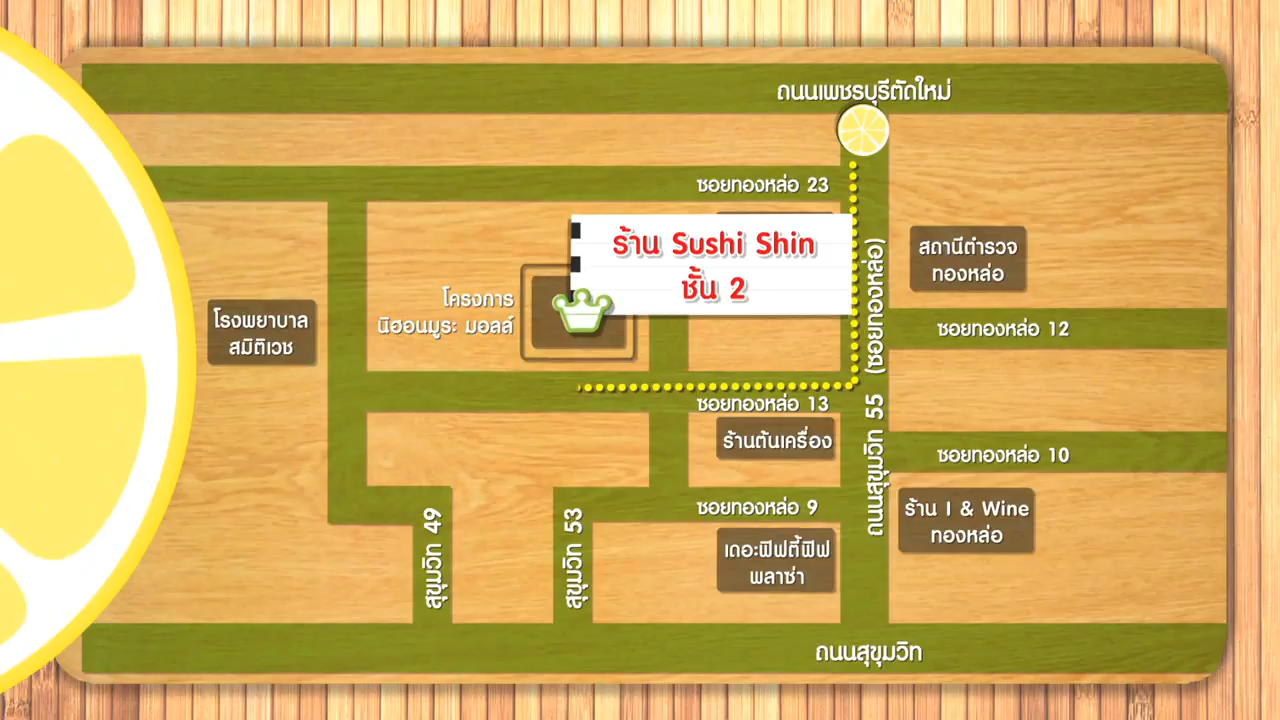 ถนนเพชรบุรีตัดใหม่
ซอยทองหล่อ 23
ร้าน Sushi Shin
ชั้น 2
สถานีตำรวจ
ทองหล่อ
(ซอยทองหล่อ)
ถนนสุขุมวิท 55
โครงการ
นิฮอนมูระ มอลล์
โรงพยาบาล
สมิติเวช
ซอยทองหล่อ 12
ซอยทองหล่อ 13
ร้านต้นเครื่อง
ซอยทองหล่อ 10
ซอยทองหล่อ 9
ร้าน I & Wine
ทองหล่อ
สุขุมวิท 49
สุขุมวิท 53
เดอะฟิฟตี้ฟิฟ
พลาซ่า
ถนนสุขุมวิท